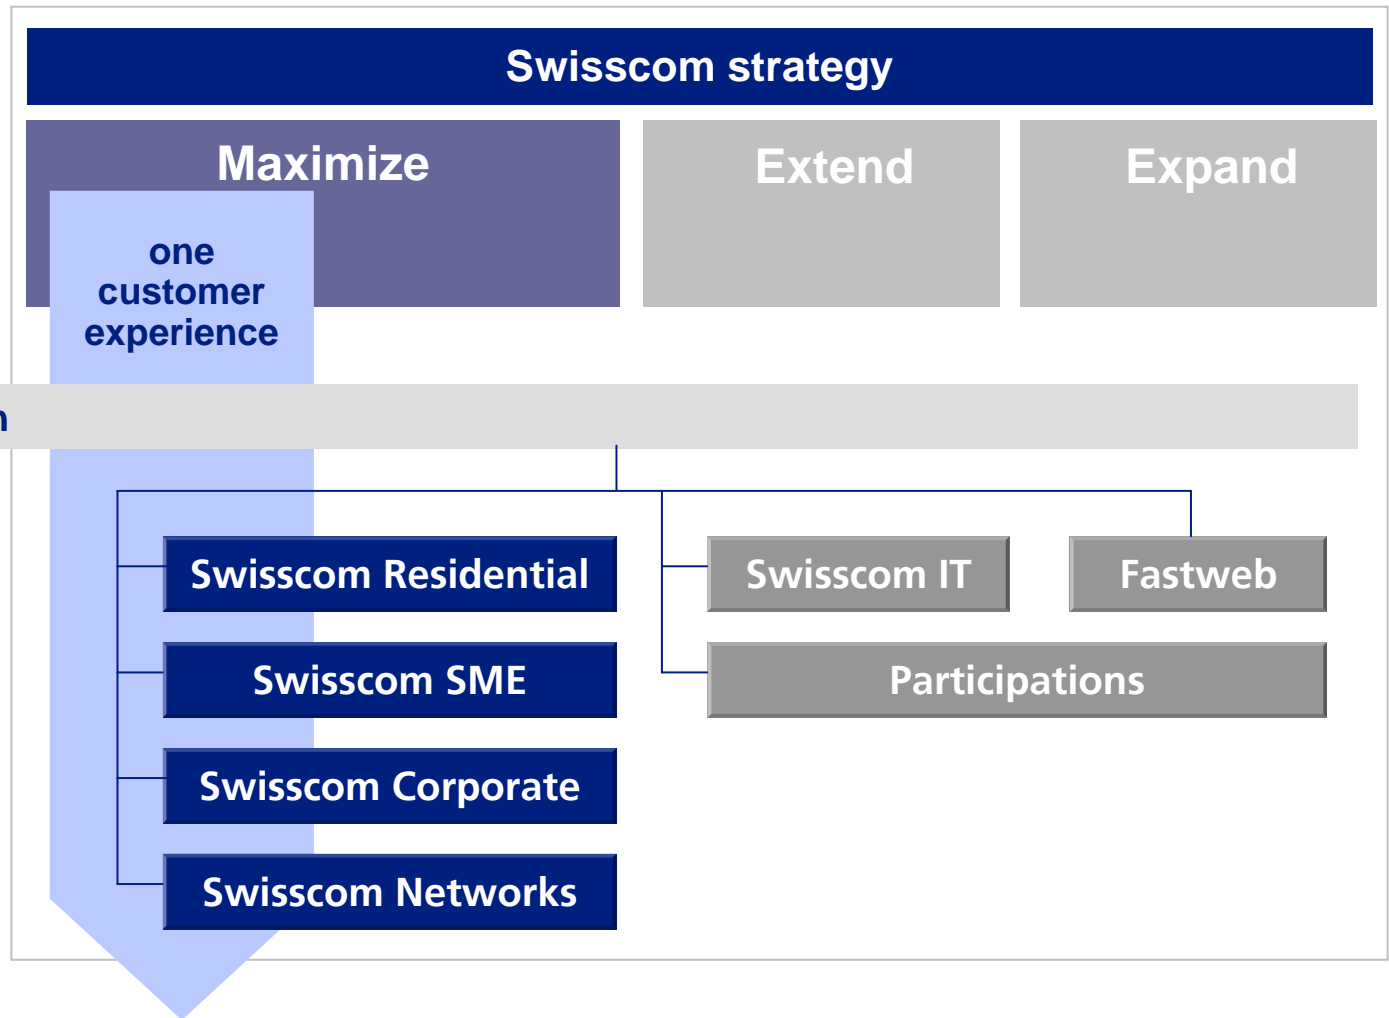 Swisscom strategy
Maximize
Extend
Expand
one
customer
experience
Swisscom Residential
Swisscom IT
Fastweb
Swisscom SME
Participations
Swisscom Corporate
Swisscom Networks